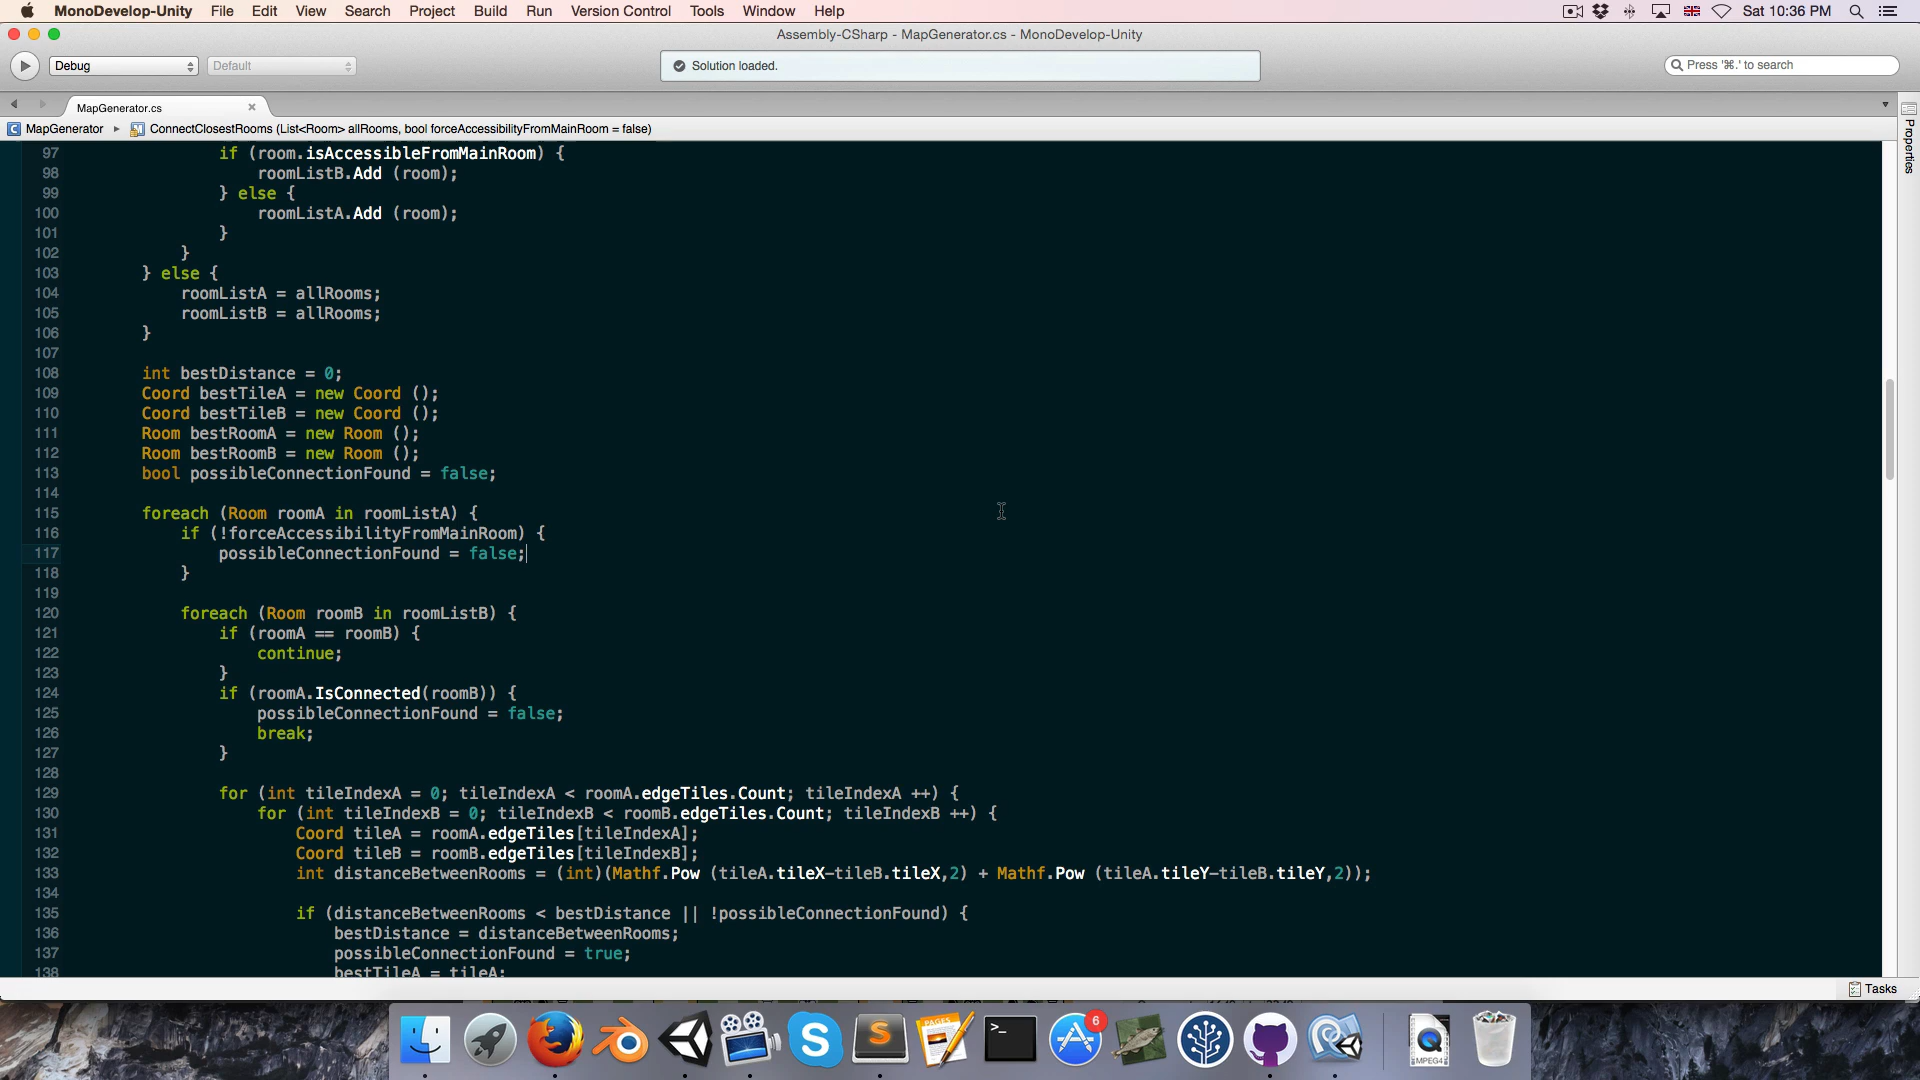 MonoDevelop-Unity File Edit View Search Project Build Run Version Control Tools Window Help Sat 10:36 PM
Assembly-CSharp - MapGenerator.cs - MonoDevelop-Unity
Debug Default Solution loaded. Press '⌘.' to search
MapGenerator.cs
MapGenerator ConnectClosestRooms (List<Room> allRooms, bool forceAccessibilityFromMainRoom = false)
Properties
97 if (room.isAccessibleFromMainRoom) {
98 roomListB.Add (room);
99 } else {
100 roomListA.Add (room);
101 }
102 }
103 } else {
104 roomListA = allRooms;
105 roomListB = allRooms;
106 }
107
108 int bestDistance = 0;
109 Coord bestTileA = new Coord ();
110 Coord bestTileB = new Coord ();
111 Room bestRoomA = new Room ();
112 Room bestRoomB = new Room ();
113 bool possibleConnectionFound = false;
114
115 foreach (Room roomA in roomListA) {
116 if (!forceAccessibilityFromMainRoom) {
117 possibleConnectionFound = false;
118 }
119
120 foreach (Room roomB in roomListB) {
121 if (roomA == roomB) {
122 continue;
123 }
124 if (roomA.IsConnected(roomB)) {
125 possibleConnectionFound = false;
126 break;
127 }
128
129 for (int tileIndexA = 0; tileIndexA < roomA.edgeTiles.Count; tileIndexA ++) {
130 for (int tileIndexB = 0; tileIndexB < roomB.edgeTiles.Count; tileIndexB ++) {
131 Coord tileA = roomA.edgeTiles[tileIndexA];
132 Coord tileB = roomB.edgeTiles[tileIndexB];
133 int distanceBetweenRooms = (int)(Mathf.Pow (tileA.tileX-tileB.tileX,2) + Mathf.Pow (tileA.tileY-tileB.tileY,2));
134
135 if (distanceBetweenRooms < bestDistance || !possibleConnectionFound) {
136 bestDistance = distanceBetweenRooms;
137 possibleConnectionFound = true;
138 bestTileA = tileA;
Tasks
PAGES
6
MPEG4